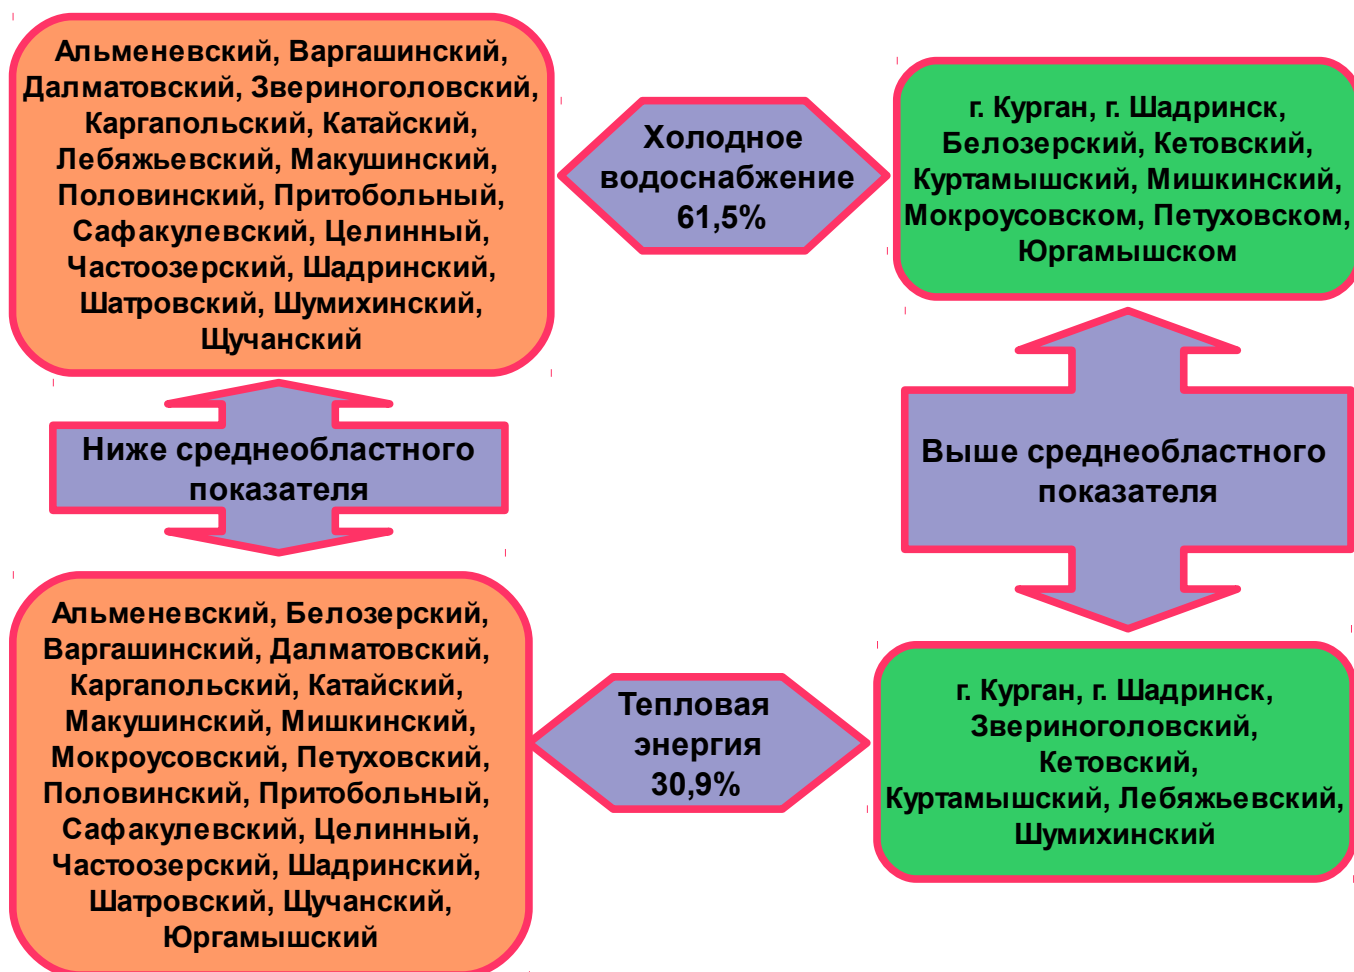 Альменевский, Варгашинский,
Далматовский, Звериноголовский,
Каргапольский, Катайский,
Лебяжьевский, Макушинский,
Половинский, Притобольный,
Сафакулевский, Целинный,
Частоозерский, Шадринский,
Шатровский, Шумихинский,
Щучанский
Холодное
водоснабжение
61,5%
г. Курган, г. Шадринск,
Белозерский, Кетовский,
Куртамышский, Мишкинский,
Мокроусовском, Петуховском,
Юргамышском
Ниже среднеобластного
показателя
Выше среднеобластного
показателя
Альменевский, Белозерский,
Варгашинский, Далматовский,
Каргапольский, Катайский,
Макушинский, Мишкинский,
Мокроусовский, Петуховский,
Половинский, Притобольный,
Сафакулевский, Целинный,
Частоозерский, Шадринский,
Шатровский, Щучанский,
Юргамышский
Тепловая
энергия
30,9%
г. Курган, г. Шадринск,
Звериноголовский,
Кетовский,
Куртамышский, Лебяжьевский,
Шумихинский